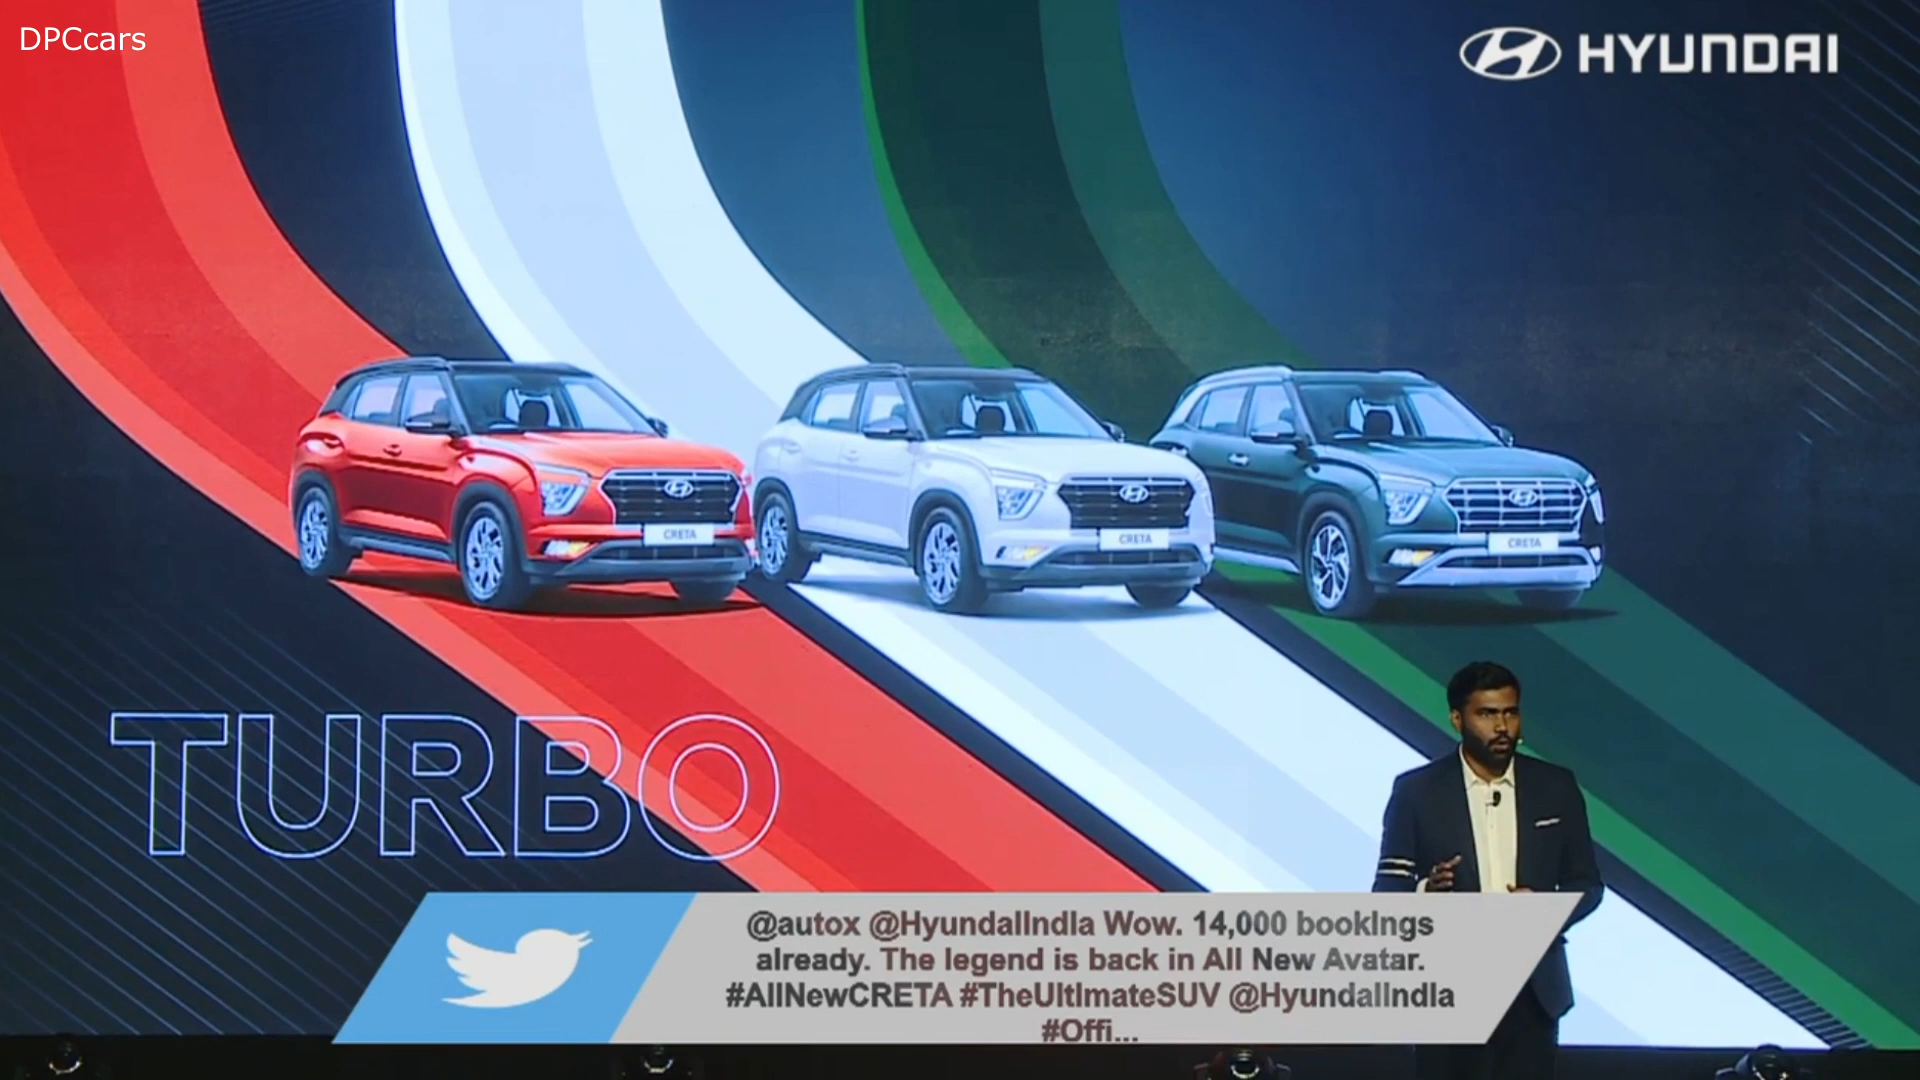 DPCcars
HYUNDAI
CRETA
CRETA
CRETA
TURBO
@autox @HyundaiIndia Wow. 14,000 bookings
already. The legend is back in All New Avatar.
#AllNewCRETA #TheUltimateSUV @HyundaiIndia
#Offi...